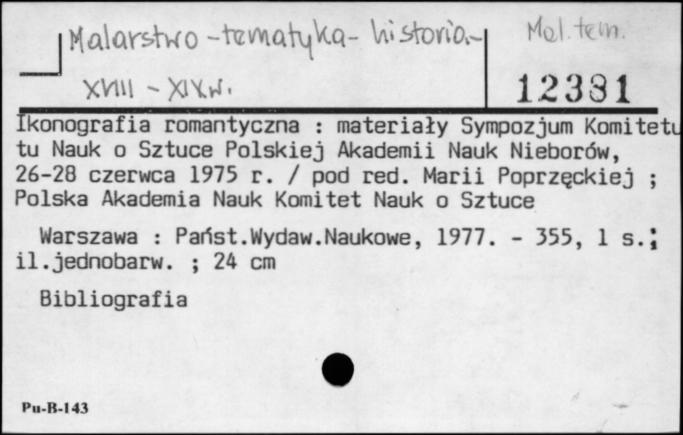 Malarstwo - tematyka - historia. -
Mal. tem.
XVIII - XIX w.
12381
Ikonografia romantyczna : materiały Sympozjum Komitetu
tu Nauk o Sztuce Polskiej Akademii Nauk Nieborów,
26-28 czerwca 1975 r. / pod red. Marii Poprzęckiej ;
Polska Akademia Nauk Komitet Nauk o Sztuce
Warszawa : Państ.Wydaw.Naukowe, 1977. - 355, 1 s.:
il.jednobarw. ; 24 cm
Bibliografia
Pu-B-143